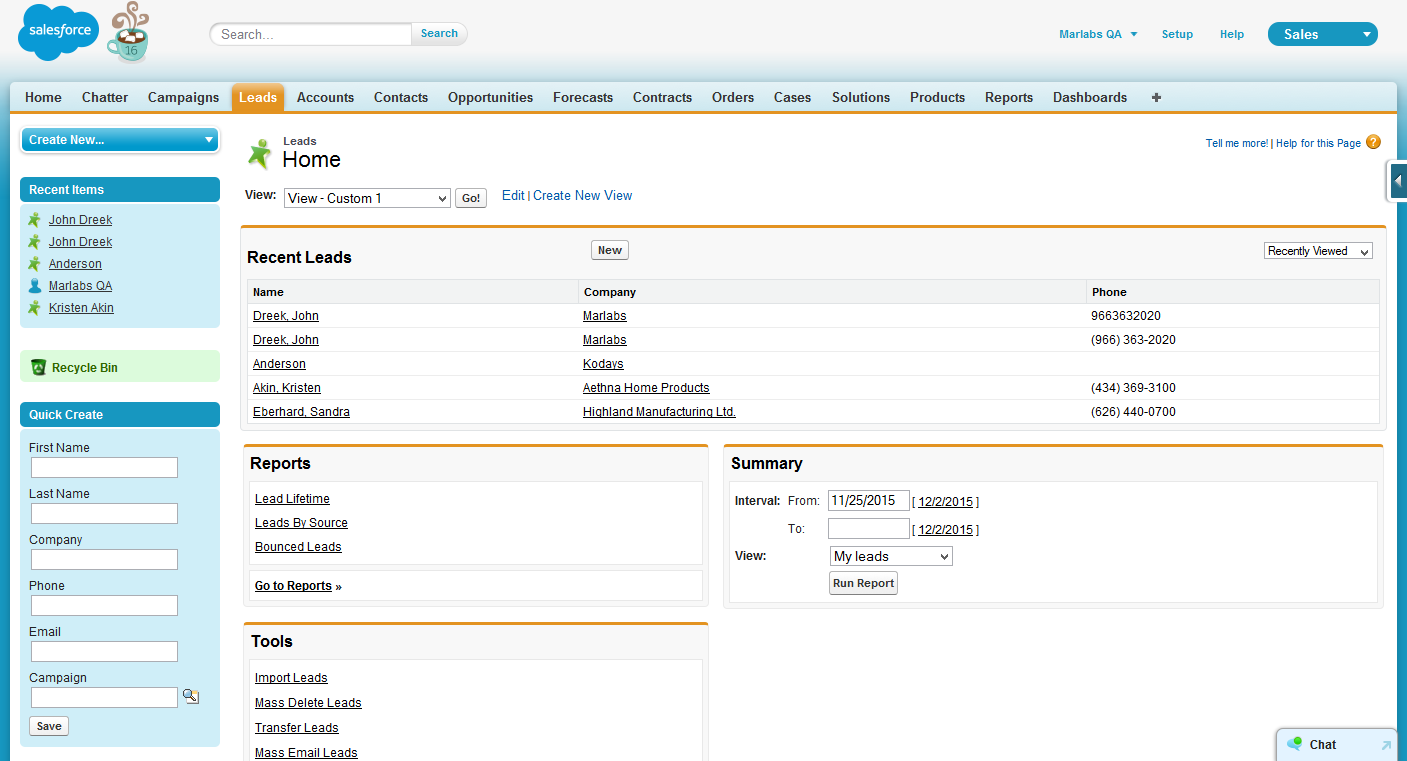 salesforce
16
Search...
Search
Marlabs QA
Setup
Help
Sales
Home Chatter Campaigns Leads Accounts Contacts Opportunities Forecasts Contracts Orders Cases Solutions Products Reports Dashboards +
Create New...
Recent Items
John Dreek
John Dreek
Anderson
Marlabs QA
Kristen Akin
Recycle Bin
Quick Create
First Name
Last Name
Company
Phone
Email
Campaign
Save
Leads
Home
Tell me more! | Help for this Page ?
View: View - Custom 1 Go! Edit | Create New View
Recent Leads New Recently Viewed
Name Company Phone
Dreek, John Marlabs 9663632020
Dreek, John Marlabs (966) 363-2020
Anderson Kodays
Akin, Kristen Aethna Home Products (434) 369-3100
Eberhard, Sandra Highland Manufacturing Ltd. (626) 440-0700
Reports
Lead Lifetime
Leads By Source
Bounced Leads
Go to Reports »
Summary
Interval: From: 11/25/2015 [ 12/2/2015 ]
To: [ 12/2/2015 ]
View: My leads
Run Report
Tools
Import Leads
Mass Delete Leads
Transfer Leads
Mass Email Leads
Chat